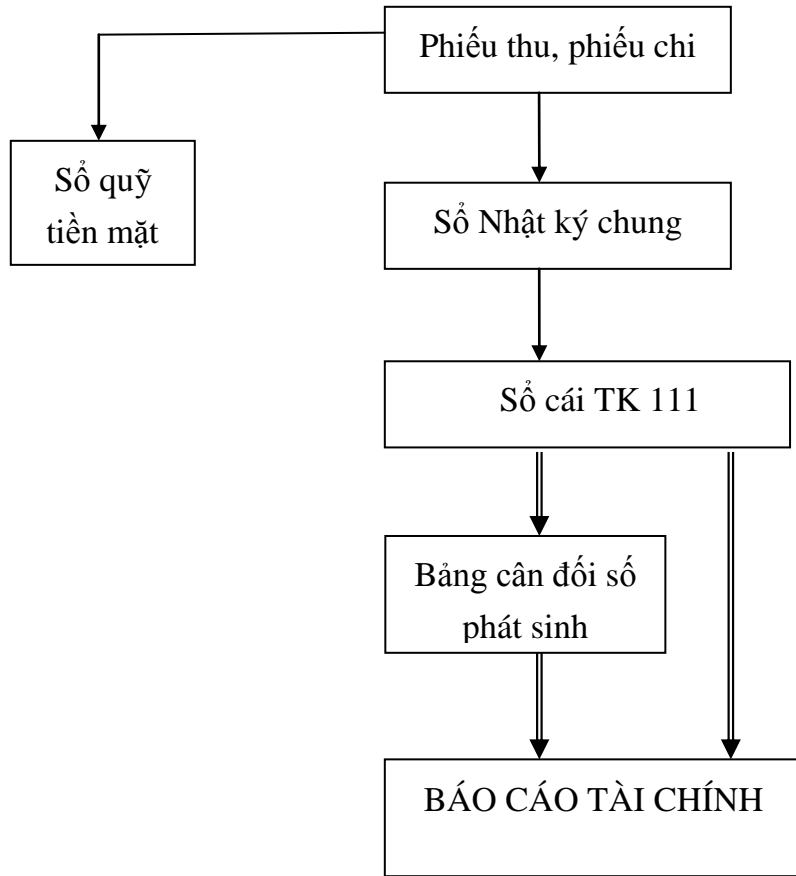 Phiếu thu, phiếu chi
Sổ quỹ
tiền mặt
Sổ Nhật ký chung
Sổ cái TK 111
Bảng cân đối số
phát sinh
BÁO CÁO TÀI CHÍNH